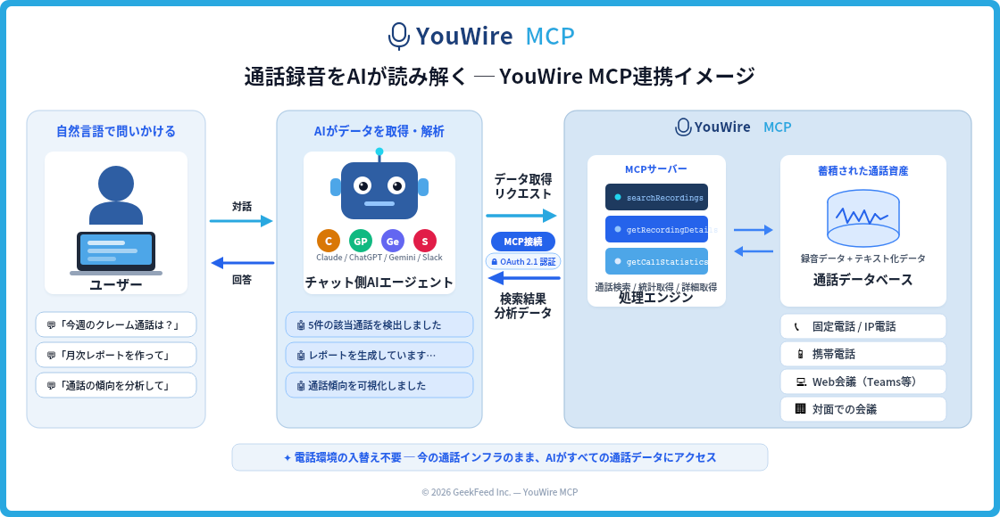 YouWire MCP
通話録音をAIが読み解く — YouWire MCP連携イメージ
自然言語で問いかける
ユーザー
💬「今週のクレーム通話は？」
💬「月次レポートを作って」
💬「通話の傾向を分析して」
対話
回答
AIがデータを取得・解析
C GP Ge S
Claude / ChatGPT / Gemini / Slack
チャット側AIエージェント
🤖 5件の該当通話を検出しました
🤖 レポートを生成しています…
🤖 通話傾向を可視化しました
データ取得
リクエスト
MCP接続
🔒 OAuth 2.1 認証
検索結果
分析データ
YouWire MCP
MCPサーバー
searchRecordings
getRecordingDetails
getCallStatistics
通話検索 / 統計取得 / 詳細取得
処理エンジン
蓄積された通話資産
録音データ + テキスト化データ
通話データベース
固定電話 / IP電話
携帯電話
Web会議（Teams等）
対面での会議
✦ 電話環境の入替え不要 — 今の通話インフラのまま、AIがすべての通話データにアクセス
© 2026 GeekFeed Inc. — YouWire MCP